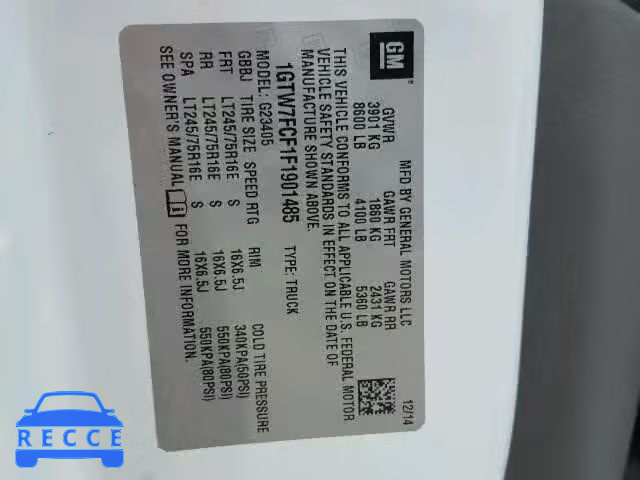 GM
MFD BY GENERAL MOTORS LLC 12/14
GVWR GAWR FRT GAWR RR
3901 KG 1860 KG 2431 KG
8600 LB 4100 LB 5360 LB
THIS VEHICLE CONFORMS TO ALL APPLICABLE U.S. FEDERAL MOTOR
VEHICLE SAFETY STANDARDS IN EFFECT ON THE DATE OF
MANUFACTURE SHOWN ABOVE.
1GTW7FCF1F1901485 TYPE: TRUCK
MODEL: G23405
GBBJ TIRE SIZE SPEED RTG RIM COLD TIRE PRESSURE
FRT LT245/75R16E S 16X6.5J 340KPA(50PSI)
RR LT245/75R16E S 16X6.5J 550KPA(80PSI)
SPA LT245/75R16E S 16X6.5J 550KPA(80PSI)
SEE OWNER'S MANUAL FOR MORE INFORMATION.
RECCE